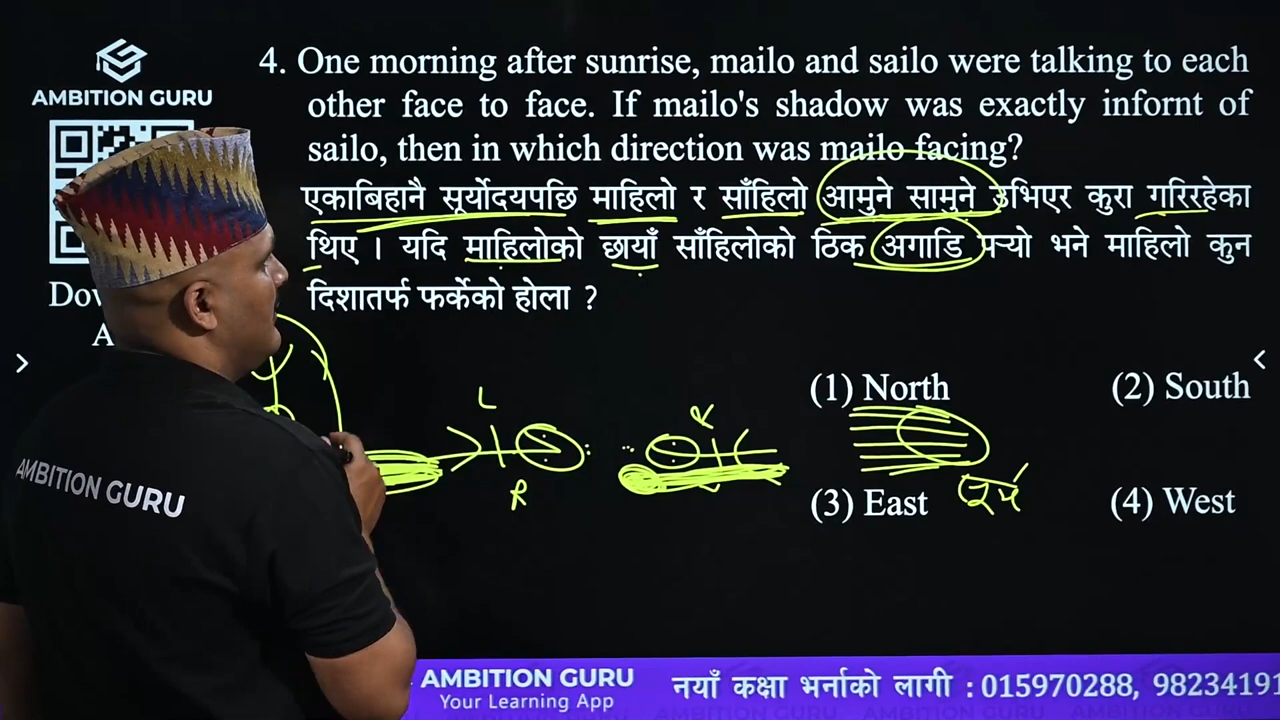 AMBITION GURU
4. One morning after sunrise, mailo and sailo were talking to each
other face to face. If mailo's shadow was exactly infornt of
sailo, then in which direction was mailo facing?
एकाबिहानै सूर्योदयपछि माहिलो र साँहिलो आमुने सामुने उभिएर कुरा गरिरहेका
थिए । यदि माहिलोको छायाँ साँहिलोको ठिक अगाडि पऱ्यो भने माहिलो कुन
दिशातर्फ फर्केको होला ?
(1) North (2) South
(3) East (4) West
L
R
R
AMBITION GURU
AMBITION GURU
Your Learning App
नयाँ कक्षा भर्नाको लागी : 015970288, 98234191